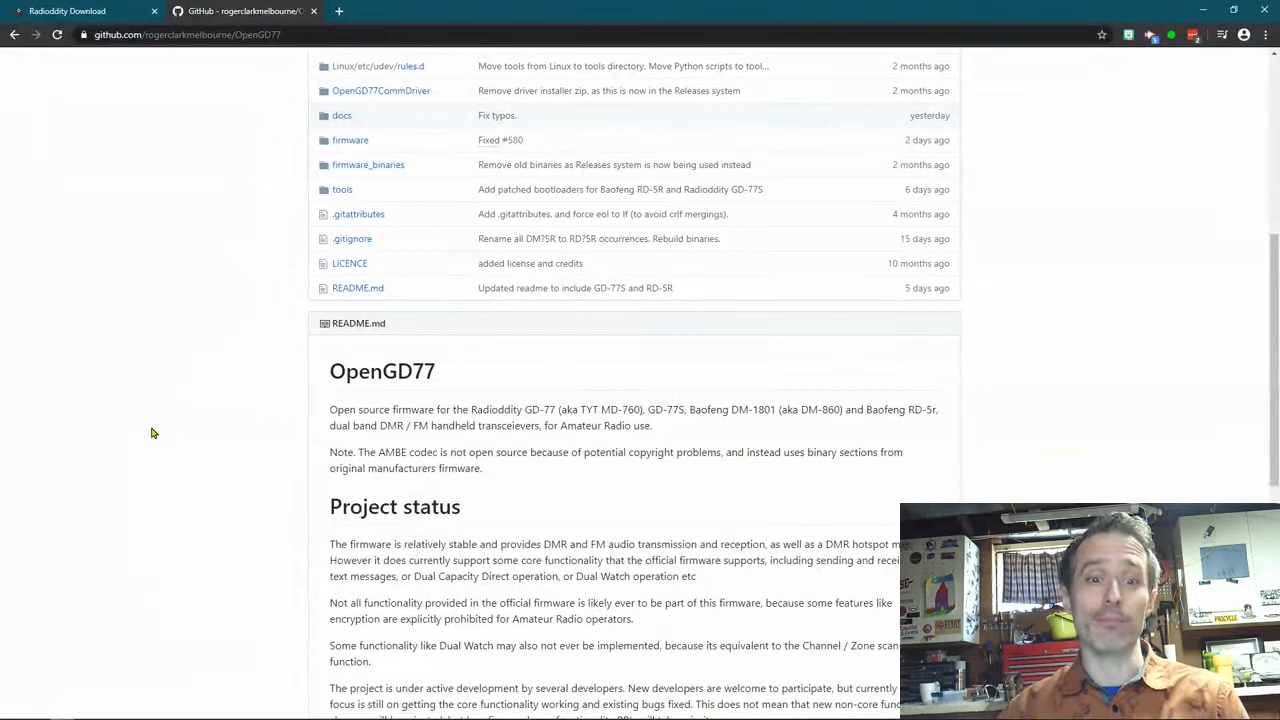 Radioddity Download
GitHub - rogerclarkmelbourne/O
github.com/rogerclarkmelbourne/OpenGD77
Linux/etc/udev/rules.d Move tools from Linux to tools directory. Move Python scripts to tool... 2 months ago
OpenGD77CommDriver Remove driver installer zip, as this is now in the Releases system 2 months ago
docs Fix typos. yesterday
firmware Fixed #580 2 days ago
firmware_binaries Remove old binaries as Releases system is now being used instead 2 months ago
tools Add patched bootloaders for Baofeng RD-5R and Radioddity GD-77S 6 days ago
.gitattributes Add .gitattributes, and force eol to lf (to avoid crlf mergings). 4 months ago
.gitignore Rename all DM?5R to RD?5R occurrences. Rebuild binaries. 15 days ago
LICENCE added license and credits 10 months ago
README.md Updated readme to include GD-77S and RD-5R 5 days ago
README.md
OpenGD77
Open source firmware for the Radioddity GD-77 (aka TYT MD-760), GD-77S, Baofeng DM-1801 (aka DM-860) and Baofeng RD-5r,
dual band DMR / FM handheld transceievers, for Amateur Radio use.
Note. The AMBE codec is not open source because of potential copyright problems, and instead uses binary sections from
original manufacturers firmware.
Project status
The firmware is relatively stable and provides DMR and FM audio transmission and reception, as well as a DMR hotspot m
However it does currently support some core functionality that the official firmware supports, including sending and recei
text messages, or Dual Capacity Direct operation, or Dual Watch operation etc
Not all functionality provided in the official firmware is likely ever to be part of this firmware, because some features like
encryption are explicitly prohibited for Amateur Radio operators.
Some functionality like Dual Watch may also not ever be implemented, because its equivalent to the Channel / Zone scan
function.
The project is under active development by several developers. New developers are welcome to participate, but currently
focus is still on getting the core functionality working and existing bugs fixed. This does not mean that new non-core func
PROCYCLE